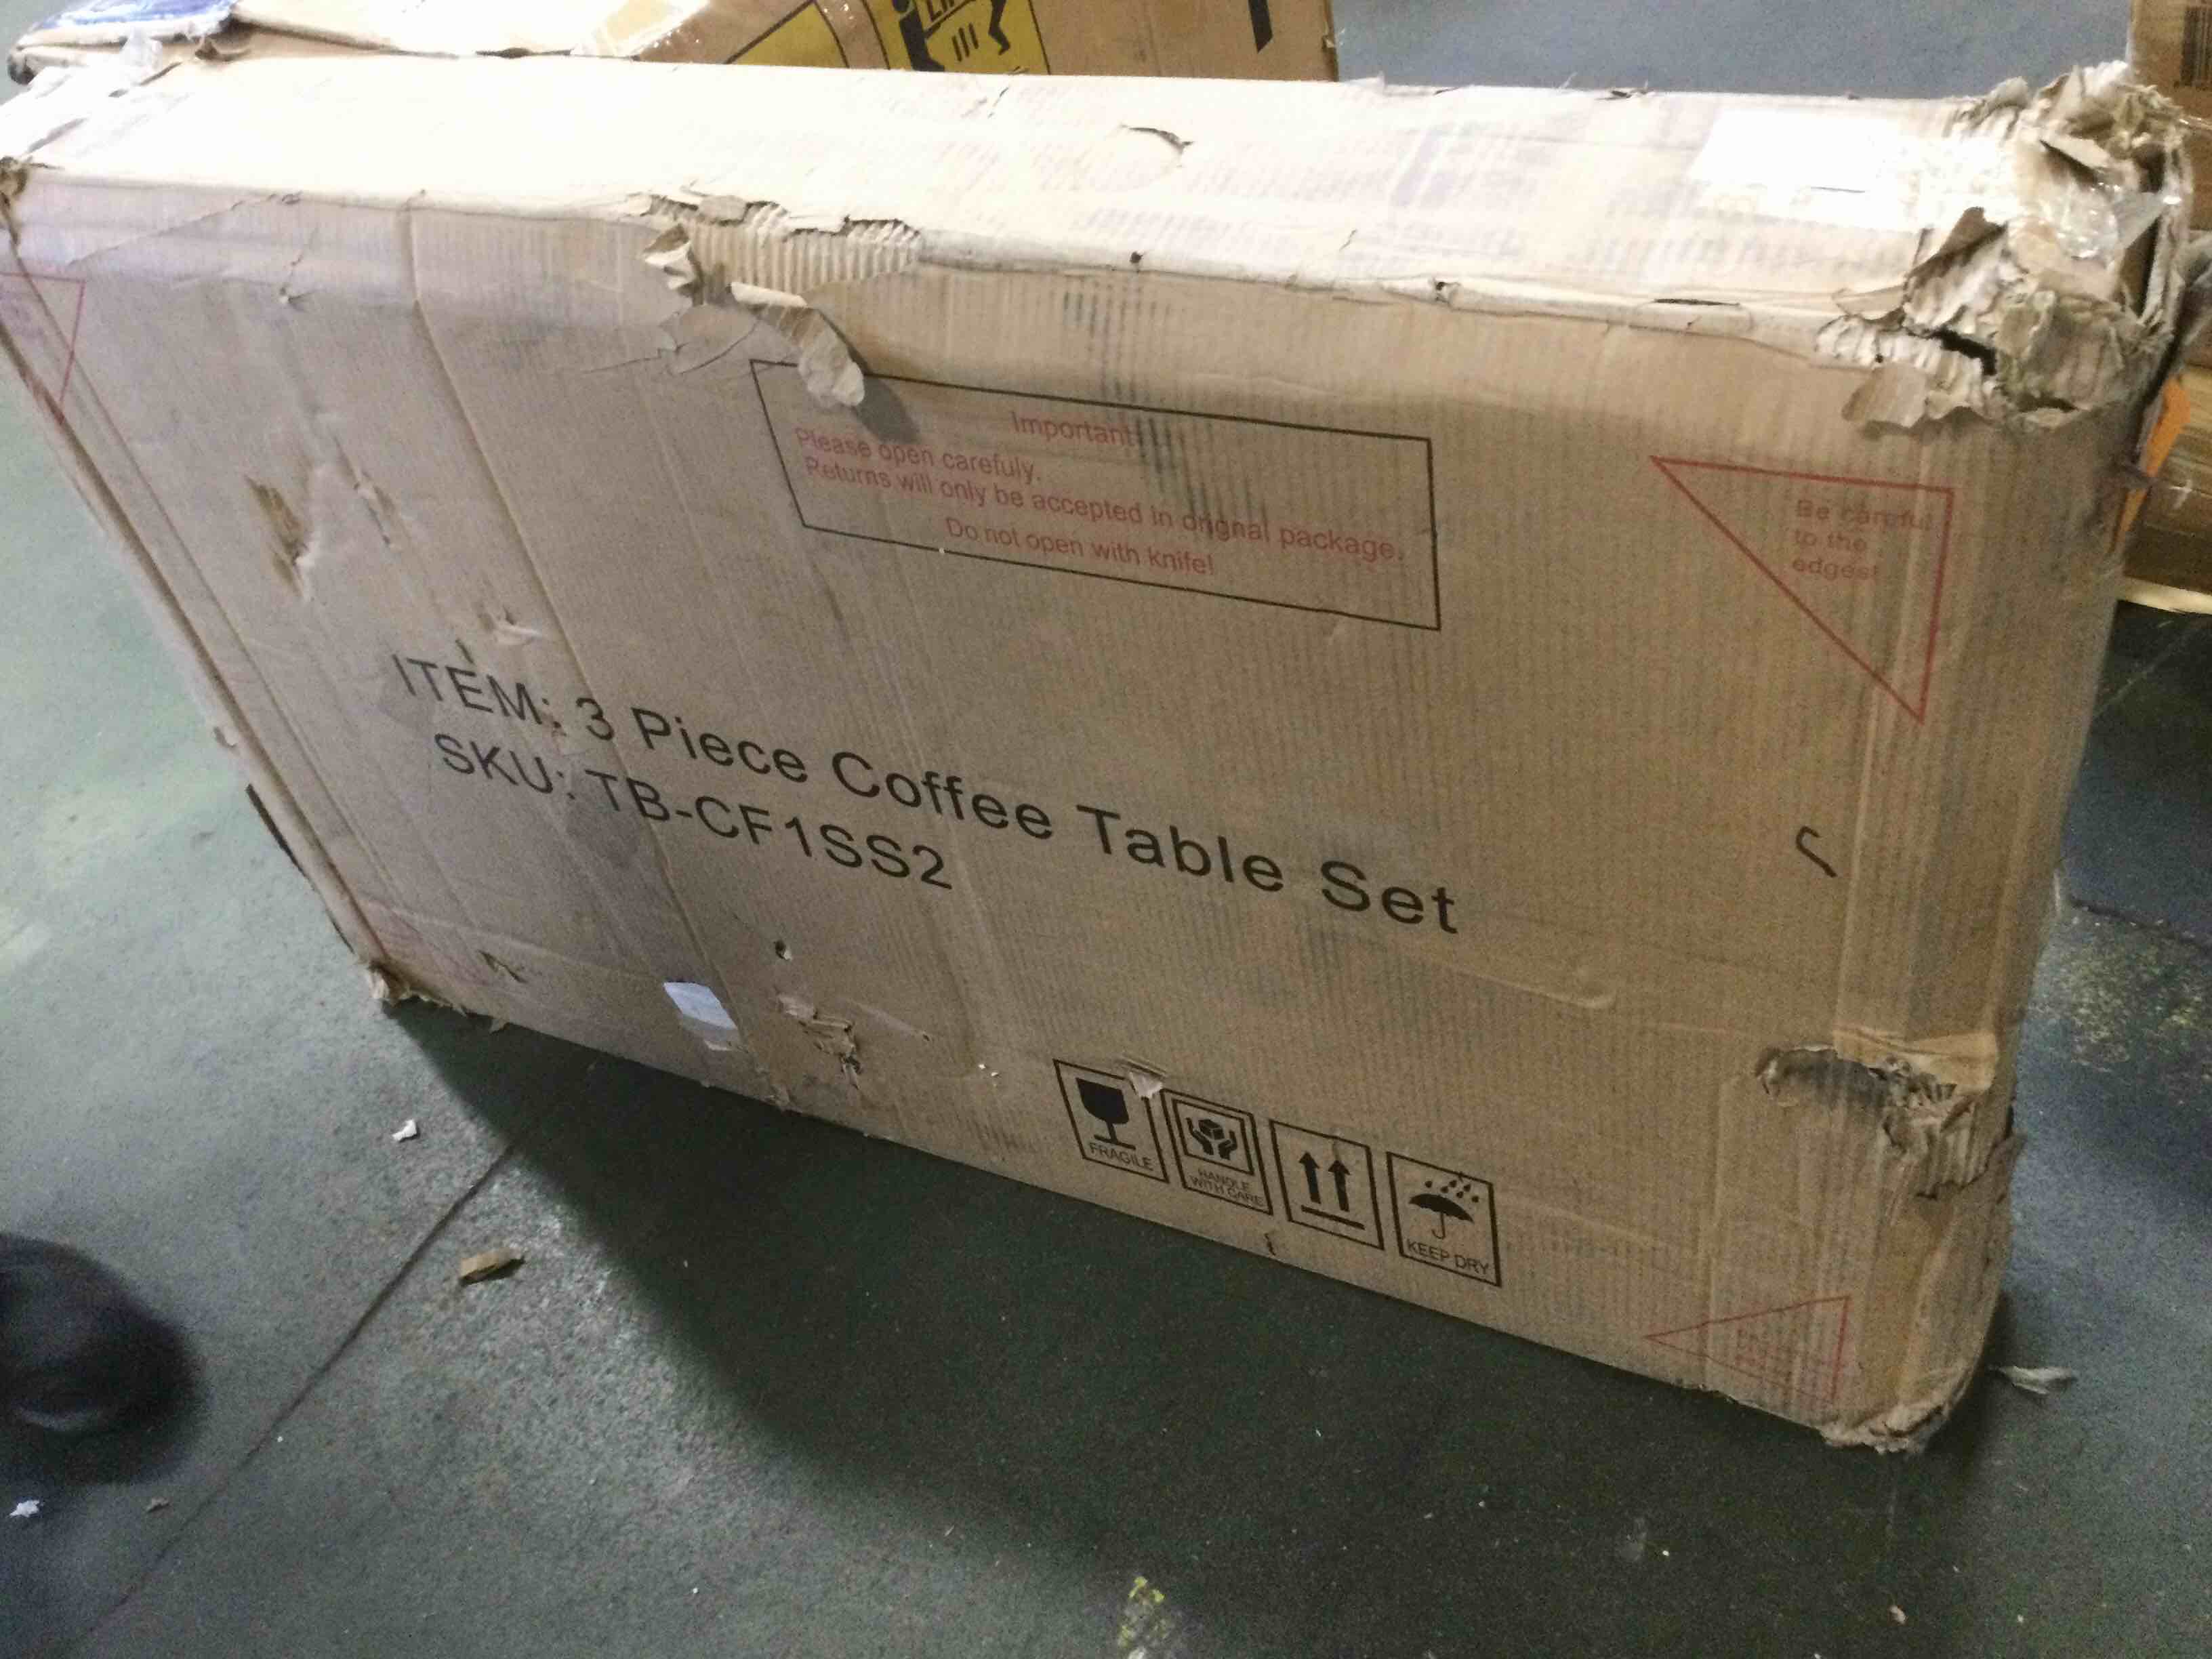 Important
Please open carefuly.
Returns will only be accepted in orignal package.
Do not open with knife!
Be careful
to the
edges!
ITEM: 3 Piece Coffee Table Set
SKU: TB-CF1SS2
FRAGILE
HANDLE
WITH CARE
KEEP DRY